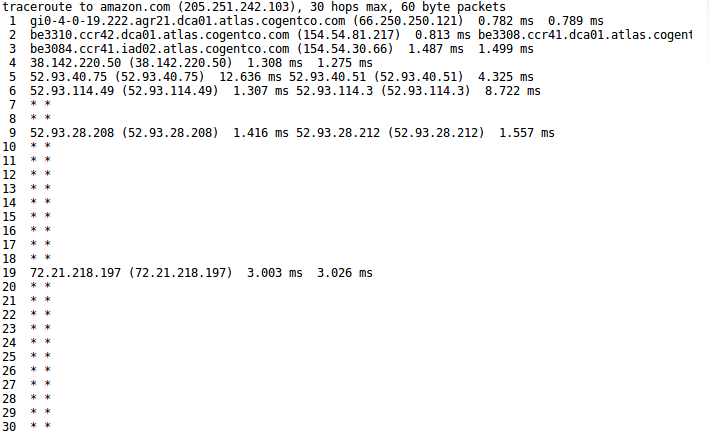 traceroute to amazon.com (205.251.242.103), 30 hops max, 60 byte packets
1 gi0-4-0-19.222.agr21.dca01.atlas.cogentco.com (66.250.250.121) 0.782 ms 0.789 ms
2 be3310.ccr42.dca01.atlas.cogentco.com (154.54.81.217) 0.813 ms be3308.ccr41.dca01.atlas.cogent
3 be3084.ccr41.iad02.atlas.cogentco.com (154.54.30.66) 1.487 ms 1.499 ms
4 38.142.220.50 (38.142.220.50) 1.308 ms 1.275 ms
5 52.93.40.75 (52.93.40.75) 12.636 ms 52.93.40.51 (52.93.40.51) 4.325 ms
6 52.93.114.49 (52.93.114.49) 1.307 ms 52.93.114.3 (52.93.114.3) 8.722 ms
7 * *
8 * *
9 52.93.28.208 (52.93.28.208) 1.416 ms 52.93.28.212 (52.93.28.212) 1.557 ms
10 * *
11 * *
12 * *
13 * *
14 * *
15 * *
16 * *
17 * *
18 * *
19 72.21.218.197 (72.21.218.197) 3.003 ms 3.026 ms
20 * *
21 * *
22 * *
23 * *
24 * *
25 * *
26 * *
27 * *
28 * *
29 * *
30 * *